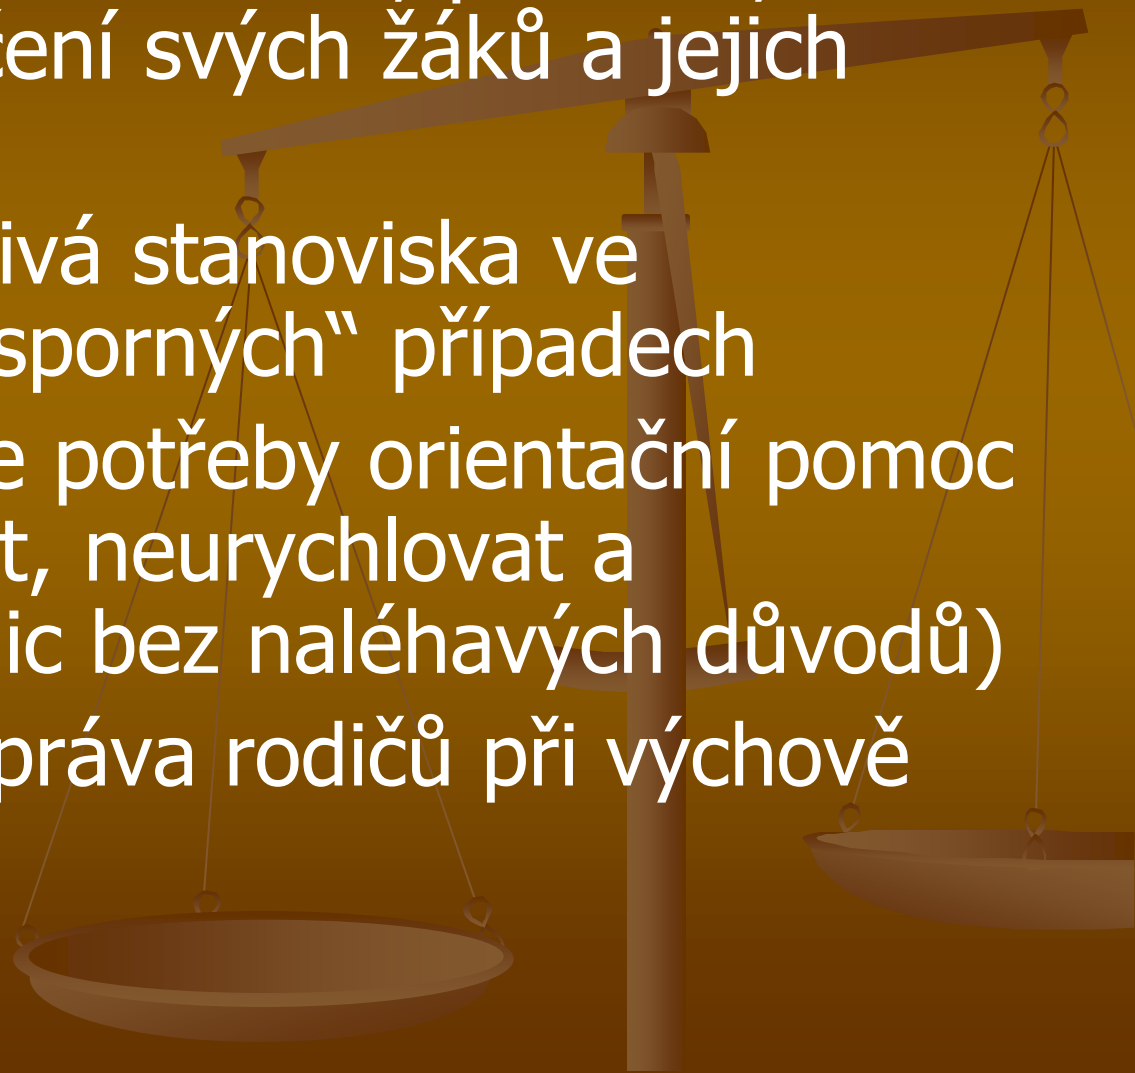 čení svých žáků a jejich
ivá stanoviska ve
sporných“ případech
e potřeby orientační pomoc
t, neurychlovat a
ic bez naléhavých důvodů)
práva rodičů při výchově